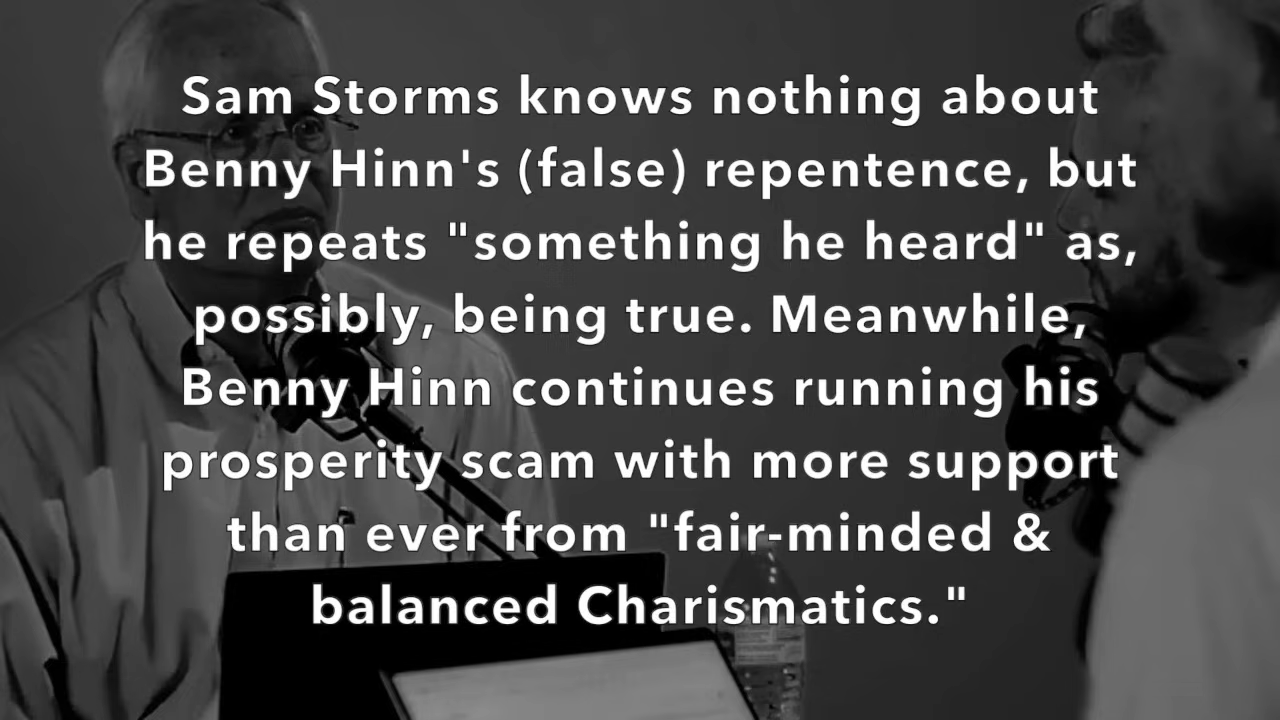 Sam Storms knows nothing about
Benny Hinn's (false) repentence, but
he repeats "something he heard" as,
possibly, being true. Meanwhile,
Benny Hinn continues running his
prosperity scam with more support
than ever from "fair-minded &
balanced Charismatics."